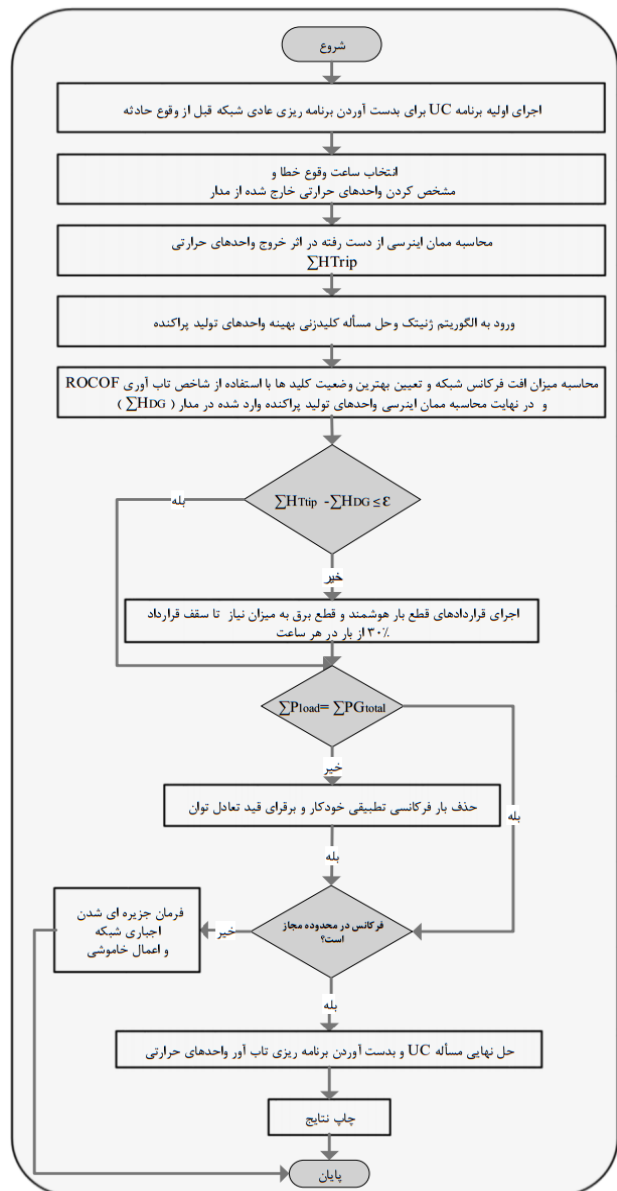 شروع
اجرای اولیه برنامه UC برای بدست آوردن برنامه ریزی عادی شبکه قبل از وقوع حادثه
انتخاب ساعت وقوع خطا و
مشخص کردن واحدهای حرارتی خارج شده از مدار
محاسبه ممان اینرسی از دست رفته در اثر خروج واحدهای حرارتی
∑HTrip
ورود به الگوریتم ژنیتک وحل مسأله کلیدزنی بهینه واحدهای تولید پراکنده
محاسبه میزان افت فرکانس شبکه و تعیین بهترین وضعیت کلید ها با استفاده از شاخص تاب آوری ROCOF
و در نهایت محاسبه ممان اینرسی واحدهای تولید پراکنده وارد شده در مدار ( ∑HDG )
∑HTtip -∑HDG ≤ ε
بله
خیر
اجرای قراردادهای قطع بار هوشمند و قطع برق به میزان نیاز تا سقف قرارداد
۳۰٪ از بار در هر ساعت
∑Pload= ∑PGtotal
خیر
بله
حذف بار فرکانسی تطبیقی خودکار و برقرای قید تعادل توان
بله
فرکانس در محدوده مجاز
است؟
خیر
فرمان جزیره ای شدن
اجباری شبکه
و اعمال خاموشی
بله
حل نهایی مسأله UC و بدست آوردن برنامه ریزی تاب آور واحدهای حرارتی
چاپ نتایج
پایان